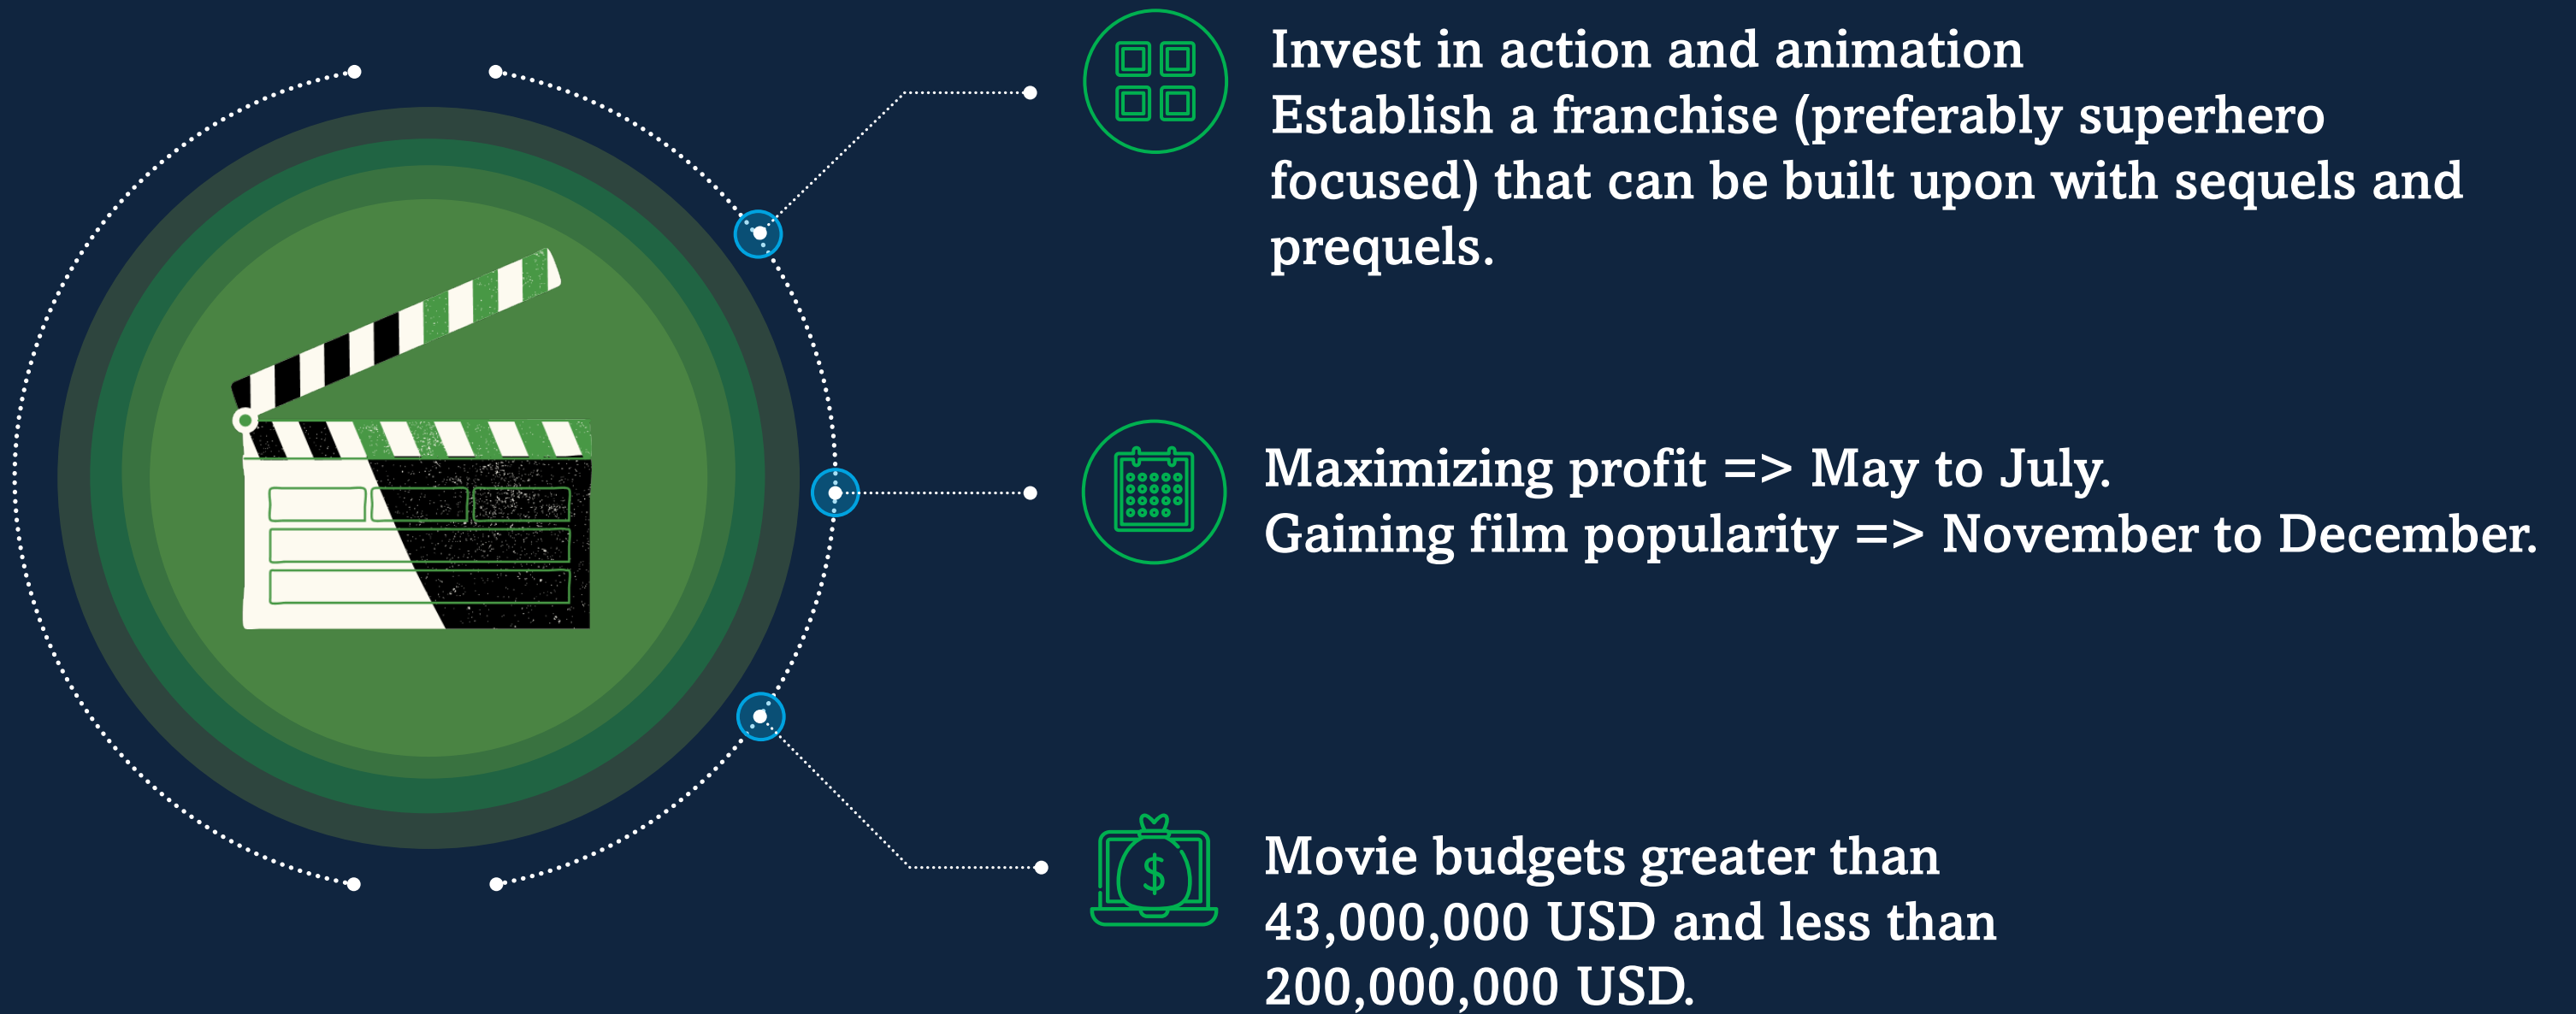 Invest in action and animation
Establish a franchise (preferably superhero
focused) that can be built upon with sequels and
prequels.
Maximizing profit => May to July.
Gaining film popularity => November to December.
$
Movie budgets greater than
43,000,000 USD and less than
200,000,000 USD.